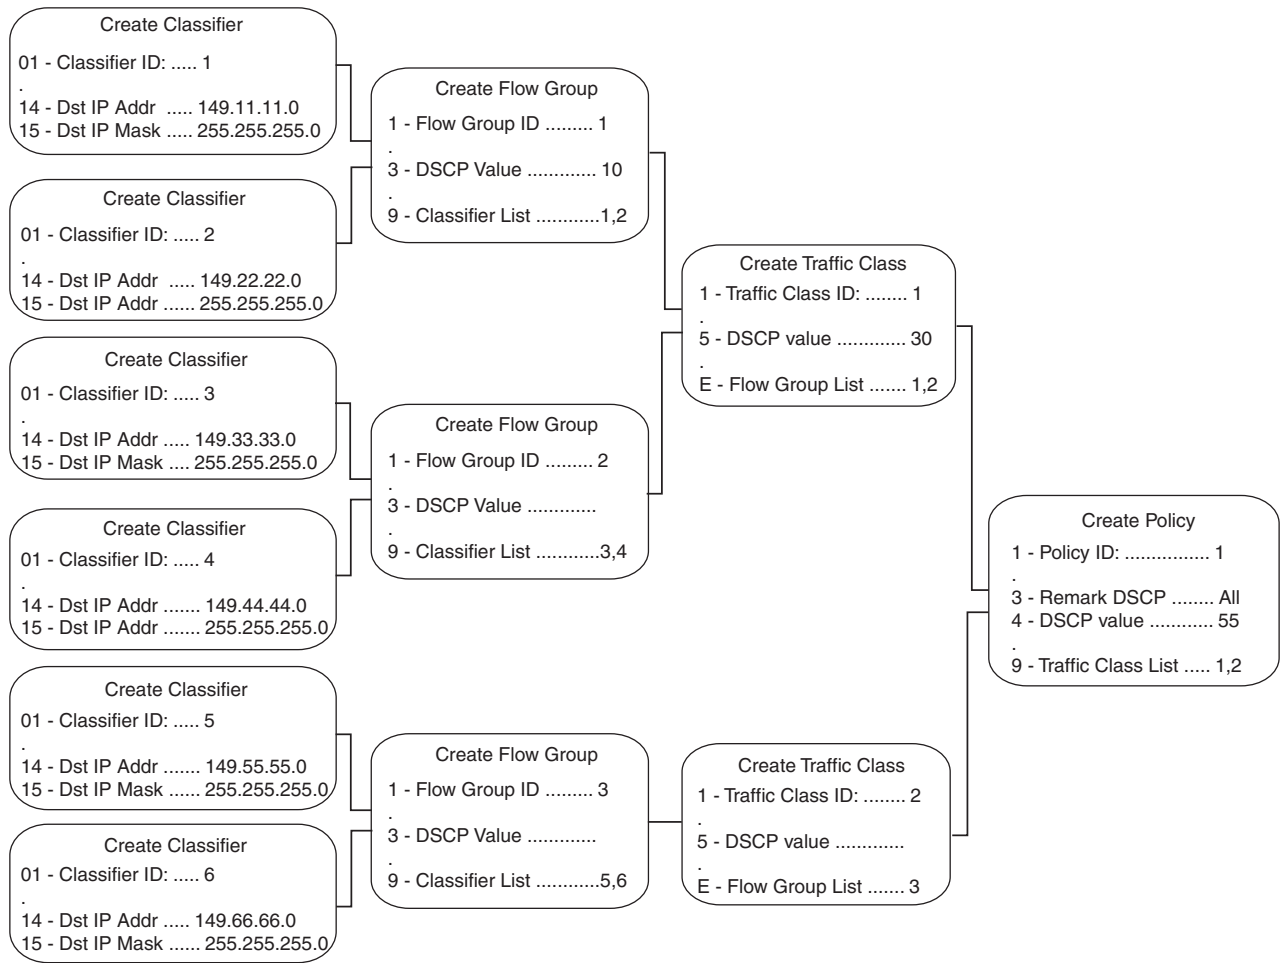 Create Classifier
01 - Classifier ID: ..... 1
.
14 - Dst IP Addr ..... 149.11.11.0
15 - Dst IP Mask ..... 255.255.255.0
Create Classifier
01 - Classifier ID: ..... 2
.
14 - Dst IP Addr ..... 149.22.22.0
15 - Dst IP Addr ...... 255.255.255.0
Create Classifier
01 - Classifier ID: ..... 3
.
14 - Dst IP Addr ..... 149.33.33.0
15 - Dst IP Mask .... 255.255.255.0
Create Classifier
01 - Classifier ID: ..... 4
.
14 - Dst IP Addr ....... 149.44.44.0
15 - Dst IP Addr ...... 255.255.255.0
Create Classifier
01 - Classifier ID: ..... 5
.
14 - Dst IP Addr ....... 149.55.55.0
15 - Dst IP Mask ...... 255.255.255.0
Create Classifier
01 - Classifier ID: ..... 6
.
14 - Dst IP Addr ..... 149.66.66.0
15 - Dst IP Mask ...... 255.255.255.0
Create Flow Group
1 - Flow Group ID ......... 1
.
3 - DSCP Value ............. 10
.
9 - Classifier List ............1,2
Create Flow Group
1 - Flow Group ID ......... 2
.
3 - DSCP Value .............
.
9 - Classifier List ............3,4
Create Flow Group
1 - Flow Group ID ......... 3
.
3 - DSCP Value .............
.
9 - Classifier List ............5,6
Create Traffic Class
1 - Traffic Class ID: ........ 1
.
5 - DSCP value ............. 30
.
E - Flow Group List ....... 1,2
Create Traffic Class
1 - Traffic Class ID: ........ 2
.
5 - DSCP value .............
.
E - Flow Group List ....... 3
Create Policy
1 - Policy ID: ................ 1
.
3 - Remark DSCP ........ All
4 - DSCP value ............ 55
.
9 - Traffic Class List ..... 1,2